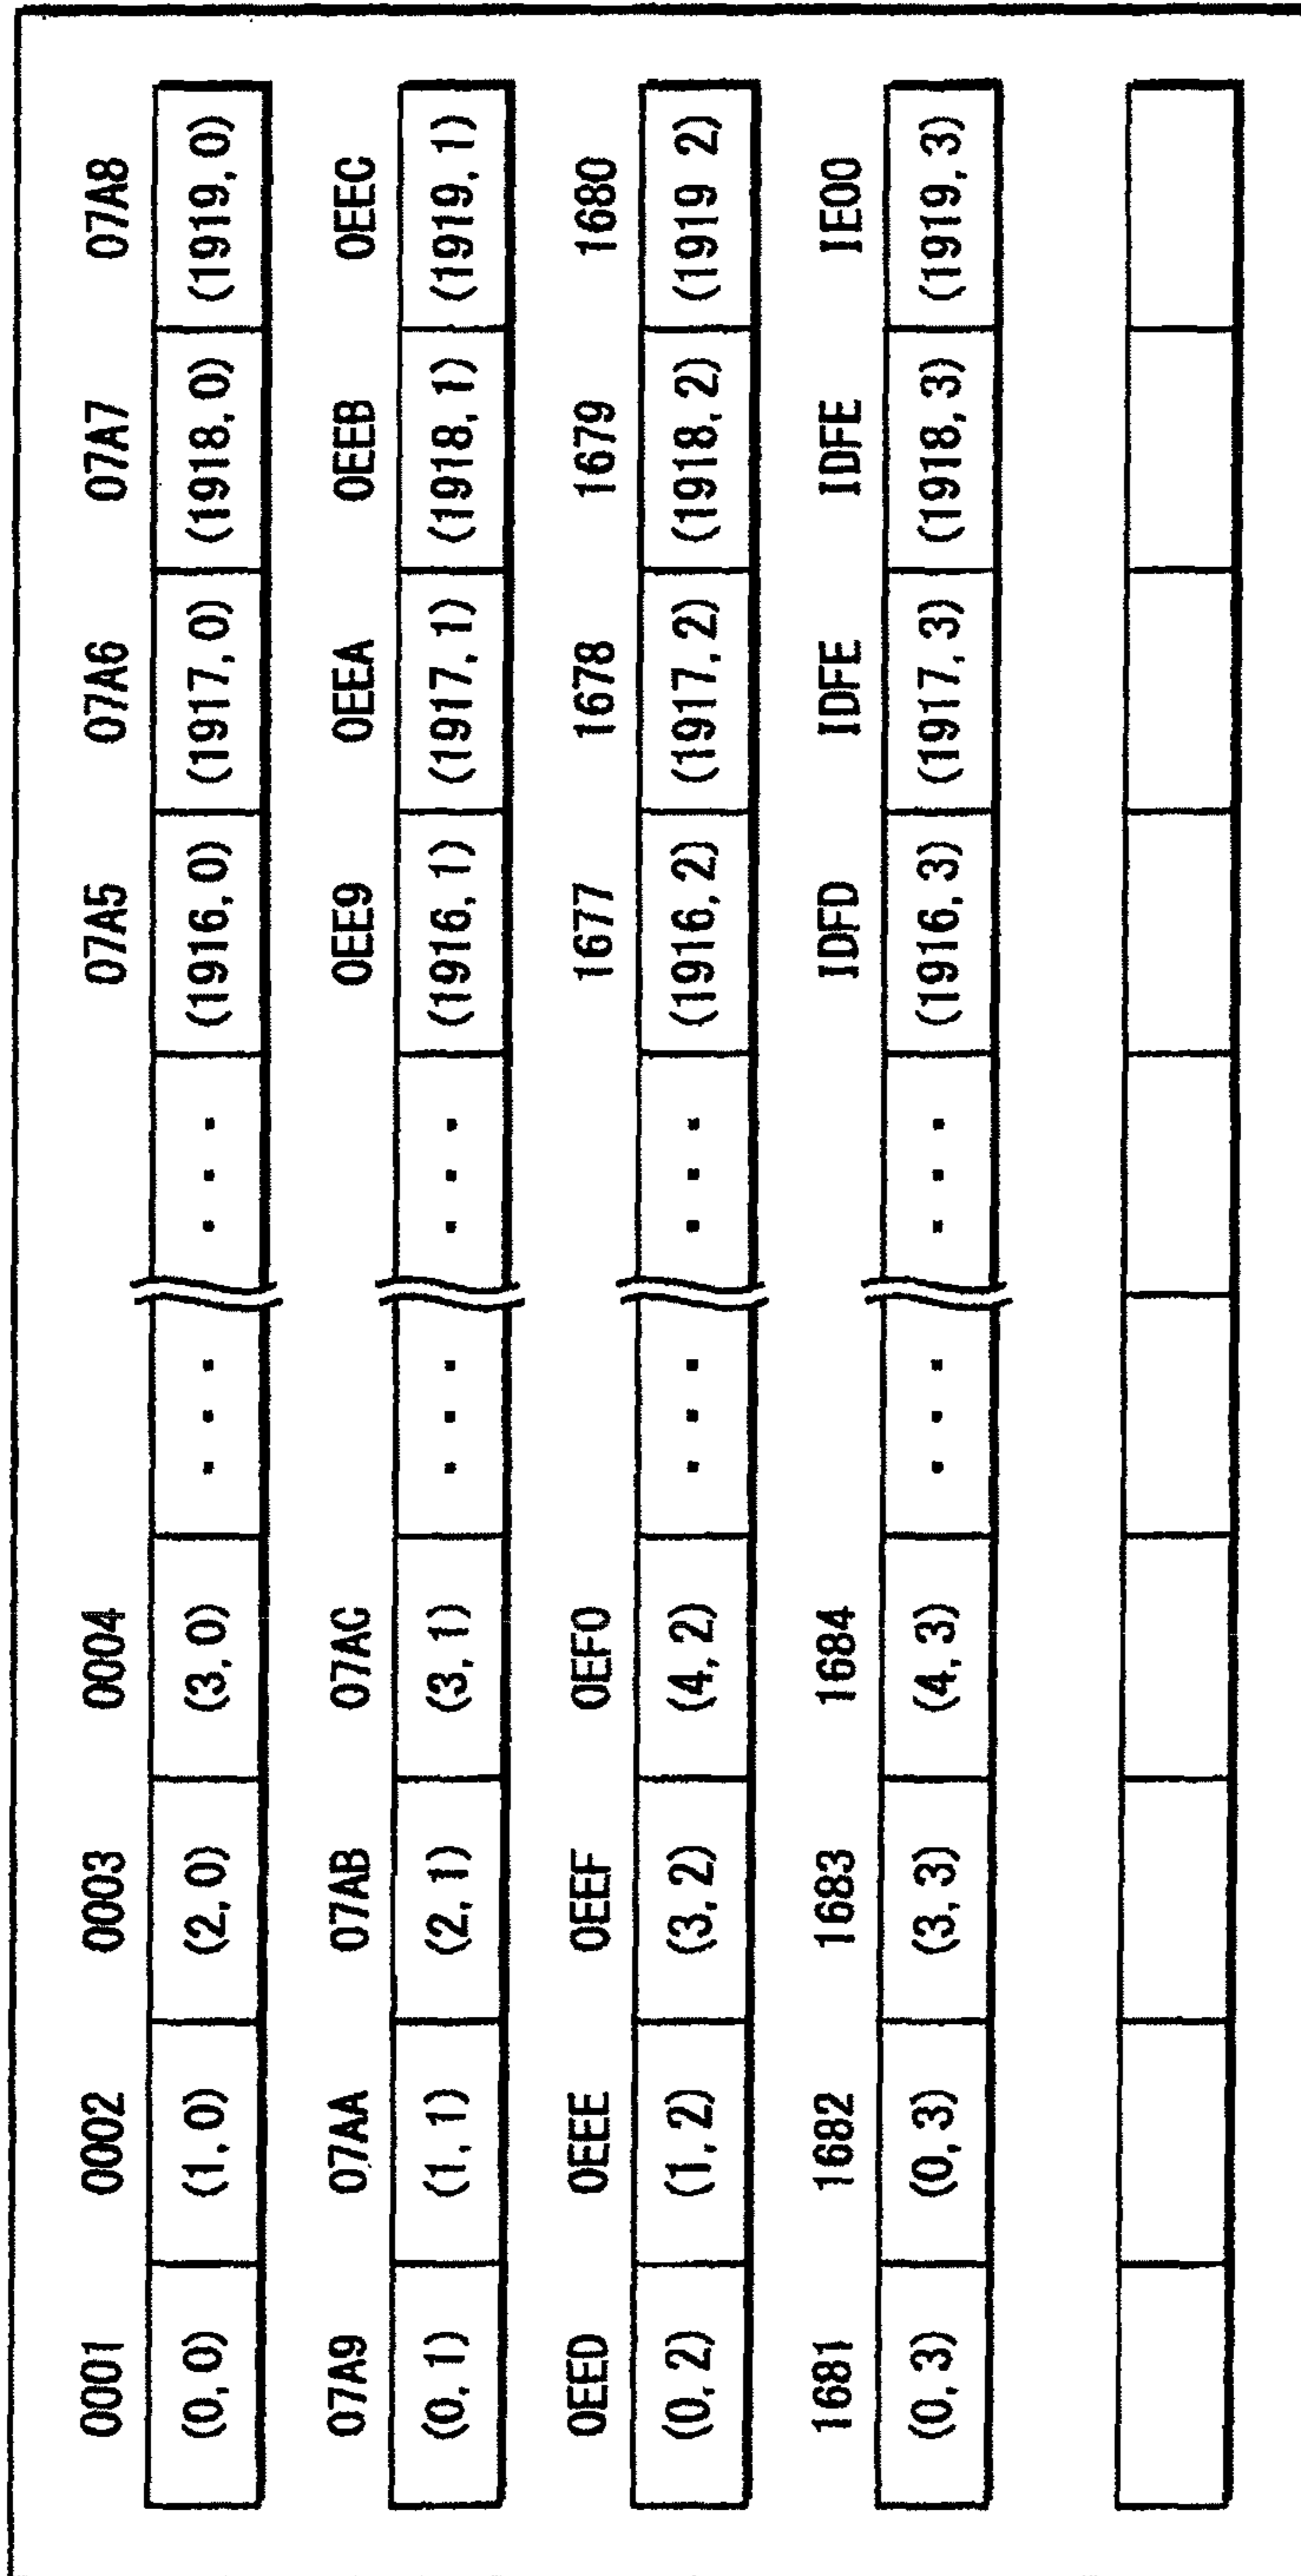 0001 0002 0003 0004 07A5 07A6 07A7 07A8
(0, 0) (1, 0) (2, 0) (3, 0) . . . . . . (1916, 0) (1917, 0) (1918, 0) (1919, 0)
07A9 07AA 07AB 07AC 0EE9 0EEA 0EEB 0EEC
(0, 1) (1, 1) (2, 1) (3, 1) . . . . . . (1916, 1) (1917, 1) (1918, 1) (1919, 1)
0EED 0EEE 0EEF 0EF0 1677 1678 1679 1680
(0, 2) (1, 2) (3, 2) (4, 2) . . . . . . (1916, 2) (1917, 2) (1918, 2) (1919 2)
1681 1682 1683 1684 IDFD IDFE IDFE IE00
(0, 3) (0, 3) (3, 3) (4, 3) . . . . . . (1916, 3) (1917, 3) (1918, 3) (1919, 3)